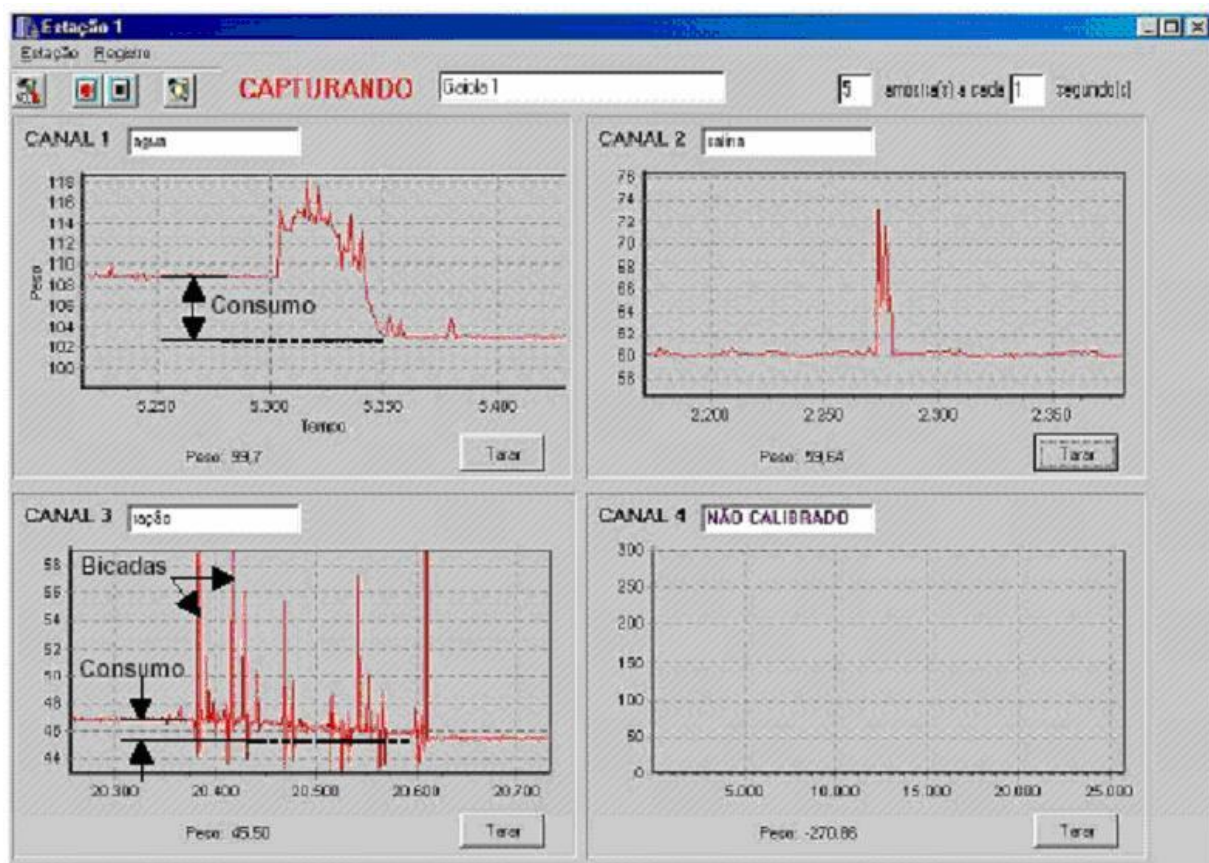 Estação 1
Estação Registro
CAPTURANDO Gaiola 1 5 amostra(s) a cada 1 segundo(s)
CANAL 1 agua
118
116
114
112
110
108
106
104
102
100
Peso
Consumo
5.250 5.300 5.350 5.400
Tempo
Peso: 99,7 Tarar
CANAL 2 salina
76
74
72
70
68
66
64
62
60
58
2.200 2.250 2.300 2.350
Peso: 59,64 Tarar
CANAL 3 ração
58
56
54
52
50
48
46
44
Bicadas
Consumo
20.300 20.400 20.500 20.600 20.700
Peso: 45.50 Tarar
CANAL 4 NÃO CALIBRADO
300
250
200
150
100
50
0
5.000 10.000 15.000 20.000 25.000
Peso: -270.86 Tarar